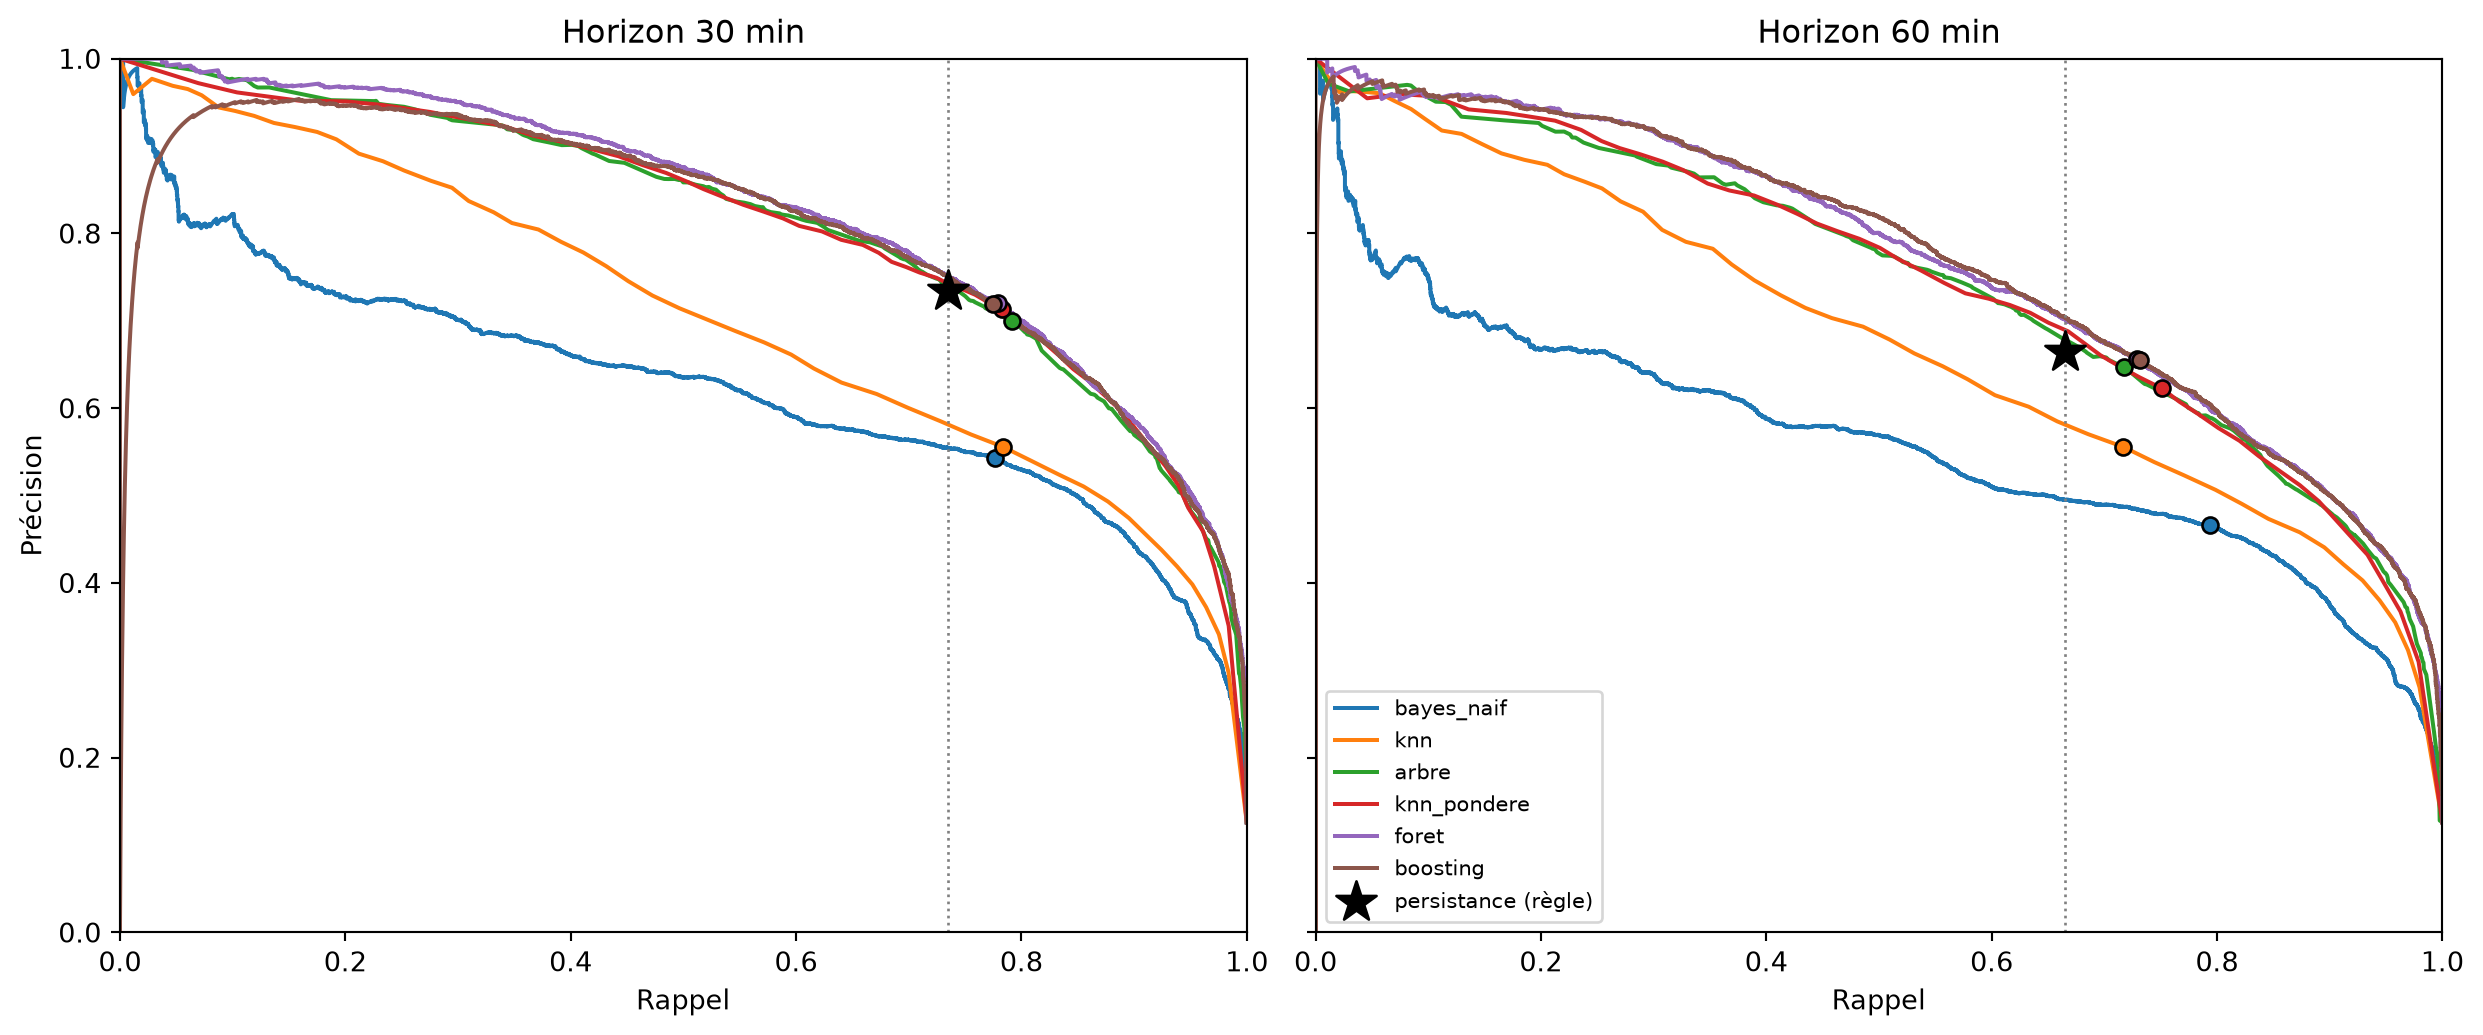 Horizon 30 min
Horizon 60 min
1.0
0.8
0.6
0.4
0.2
0.0
Précision
0.0 0.2 0.4 0.6 0.8 1.0
Rappel
bayes_naif
knn
arbre
knn_pondere
foret
boosting
persistance (règle)
0.0 0.2 0.4 0.6 0.8 1.0
Rappel